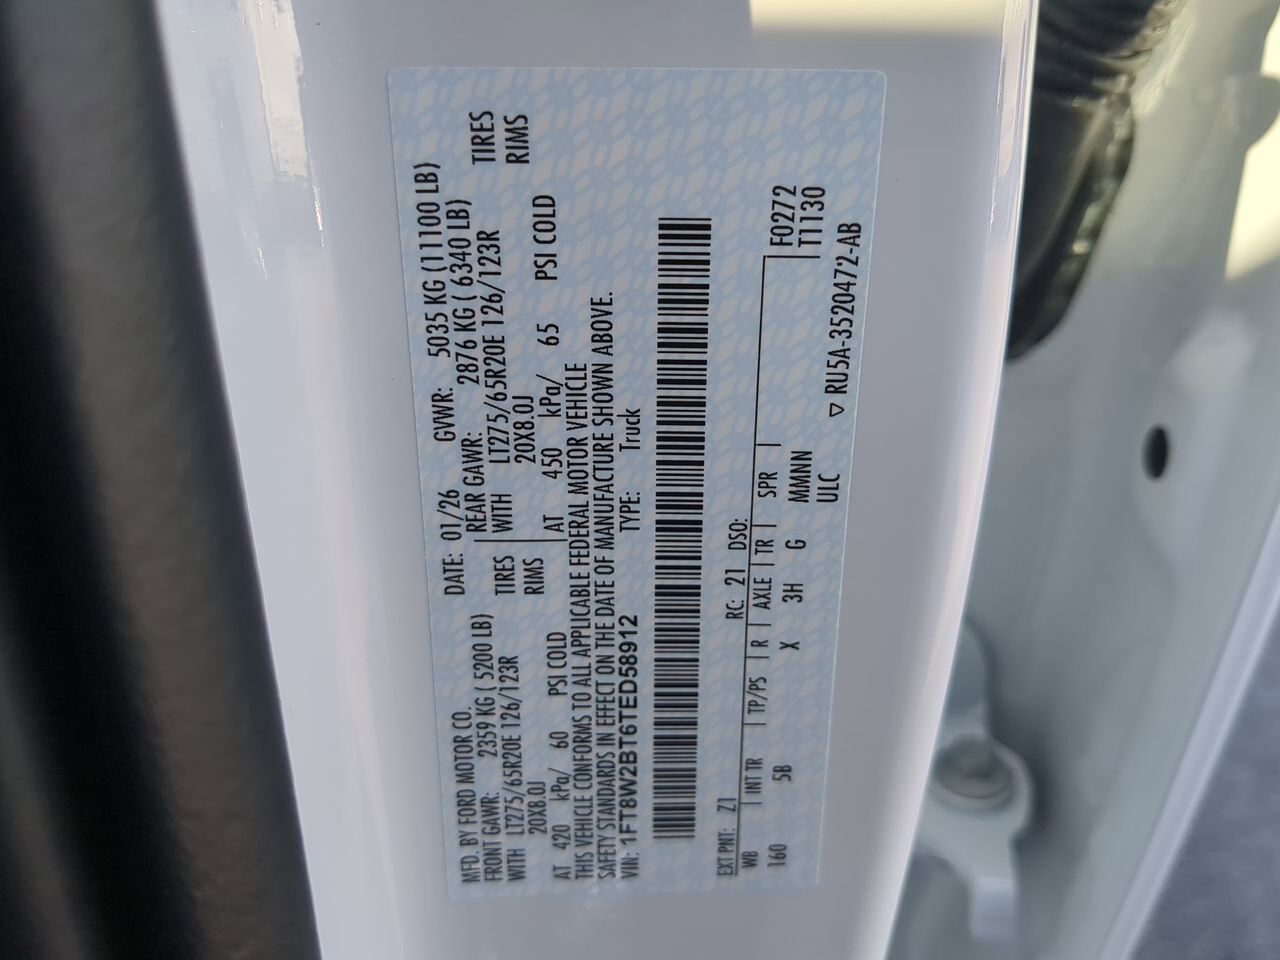 MFD. BY FORD MOTOR CO.
DATE: 01/26 GVWR: 5035 KG (11100 LB)
FRONT GAWR: 2359 KG ( 5200 LB) REAR GAWR: 2876 KG ( 6340 LB)
WITH LT275/65R20E 126/123R TIRES WITH LT275/65R20E 126/123R TIRES
20X8.0J RIMS 20X8.0J RIMS
AT 420 kPa/ 60 PSI COLD AT 450 kPa/ 65 PSI COLD
THIS VEHICLE CONFORMS TO ALL APPLICABLE FEDERAL MOTOR VEHICLE
SAFETY STANDARDS IN EFFECT ON THE DATE OF MANUFACTURE SHOWN ABOVE.
VIN: 1FT8W2BT6TED58912 TYPE: Truck
EXT PNT: Z1 RC: 21 DSO:
WB INT TR TP/PS R AXLE TR SPR F0272
160 5B X 3H G MMNNN T1130
ULC
▽ RU5A-3520472-AB